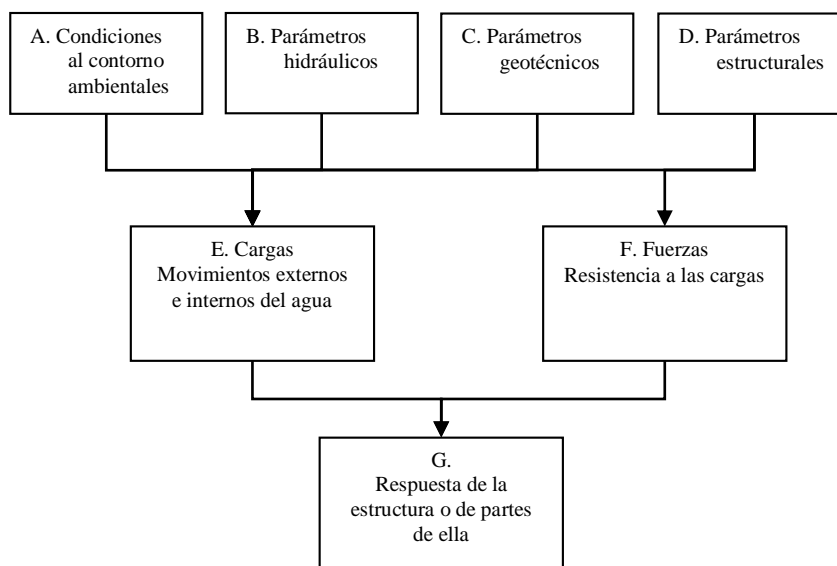 A. Condiciones
al contorno
ambientales
B. Parámetros
hidráulicos
C. Parámetros
geotécnicos
D. Parámetros
estructurales
E. Cargas
Movimientos externos
e internos del agua
F. Fuerzas
Resistencia a las cargas
G.
Respuesta de la
estructura o de partes
de ella